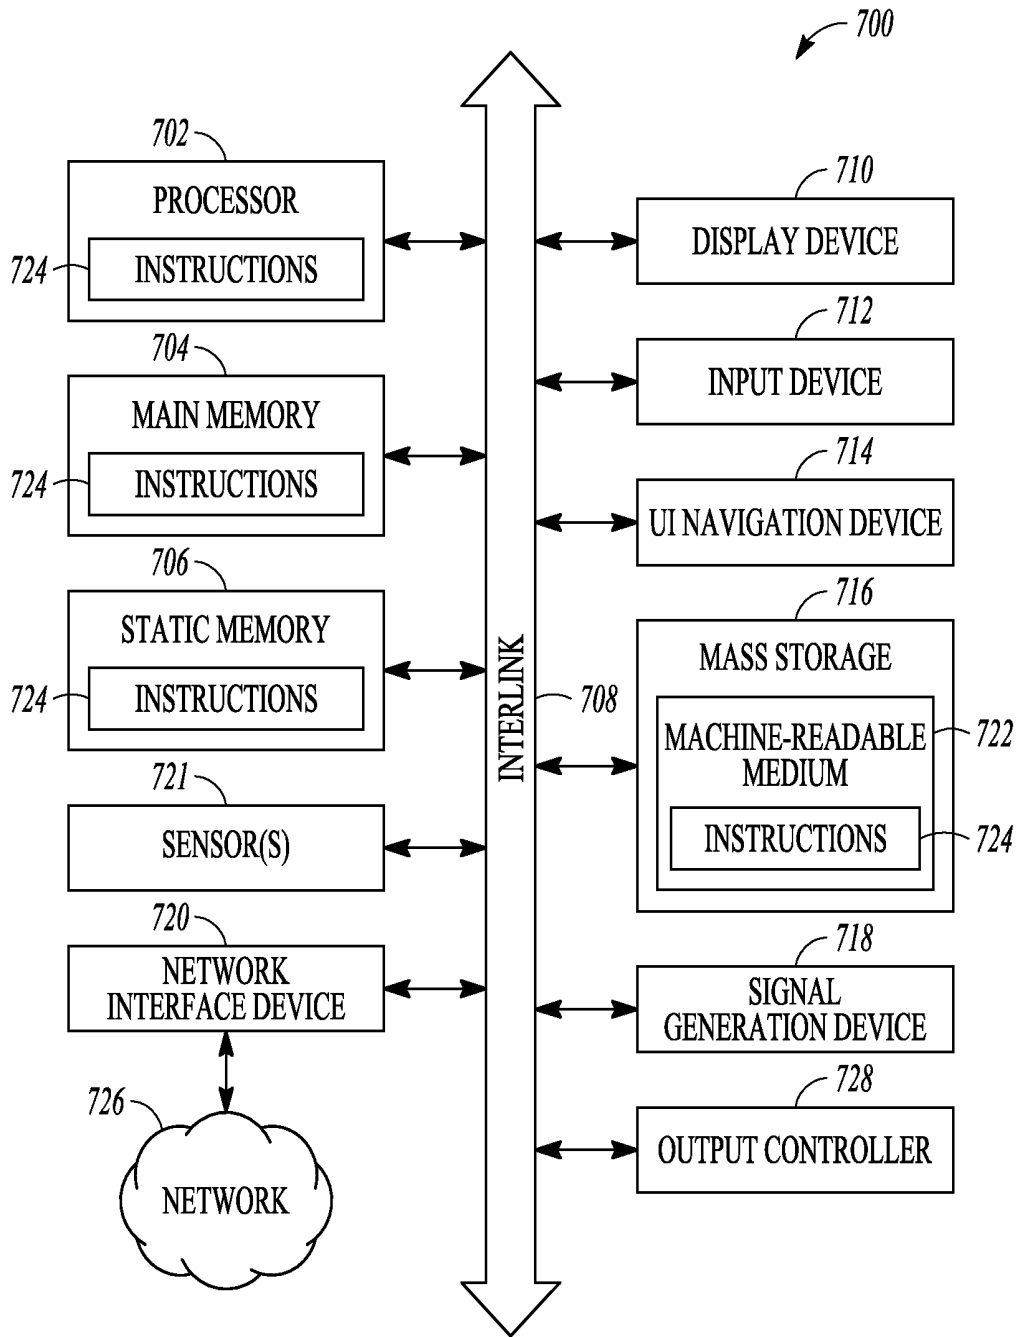 700
702
PROCESSOR
724
INSTRUCTIONS
704
MAIN MEMORY
724
INSTRUCTIONS
706
STATIC MEMORY
724
INSTRUCTIONS
721
SENSOR(S)
720
NETWORK
INTERFACE DEVICE
726
NETWORK
INTERLINK
708
710
DISPLAY DEVICE
712
INPUT DEVICE
714
UI NAVIGATION DEVICE
716
MASS STORAGE
MACHINE-READABLE
MEDIUM
722
INSTRUCTIONS
724
718
SIGNAL
GENERATION DEVICE
728
OUTPUT CONTROLLER